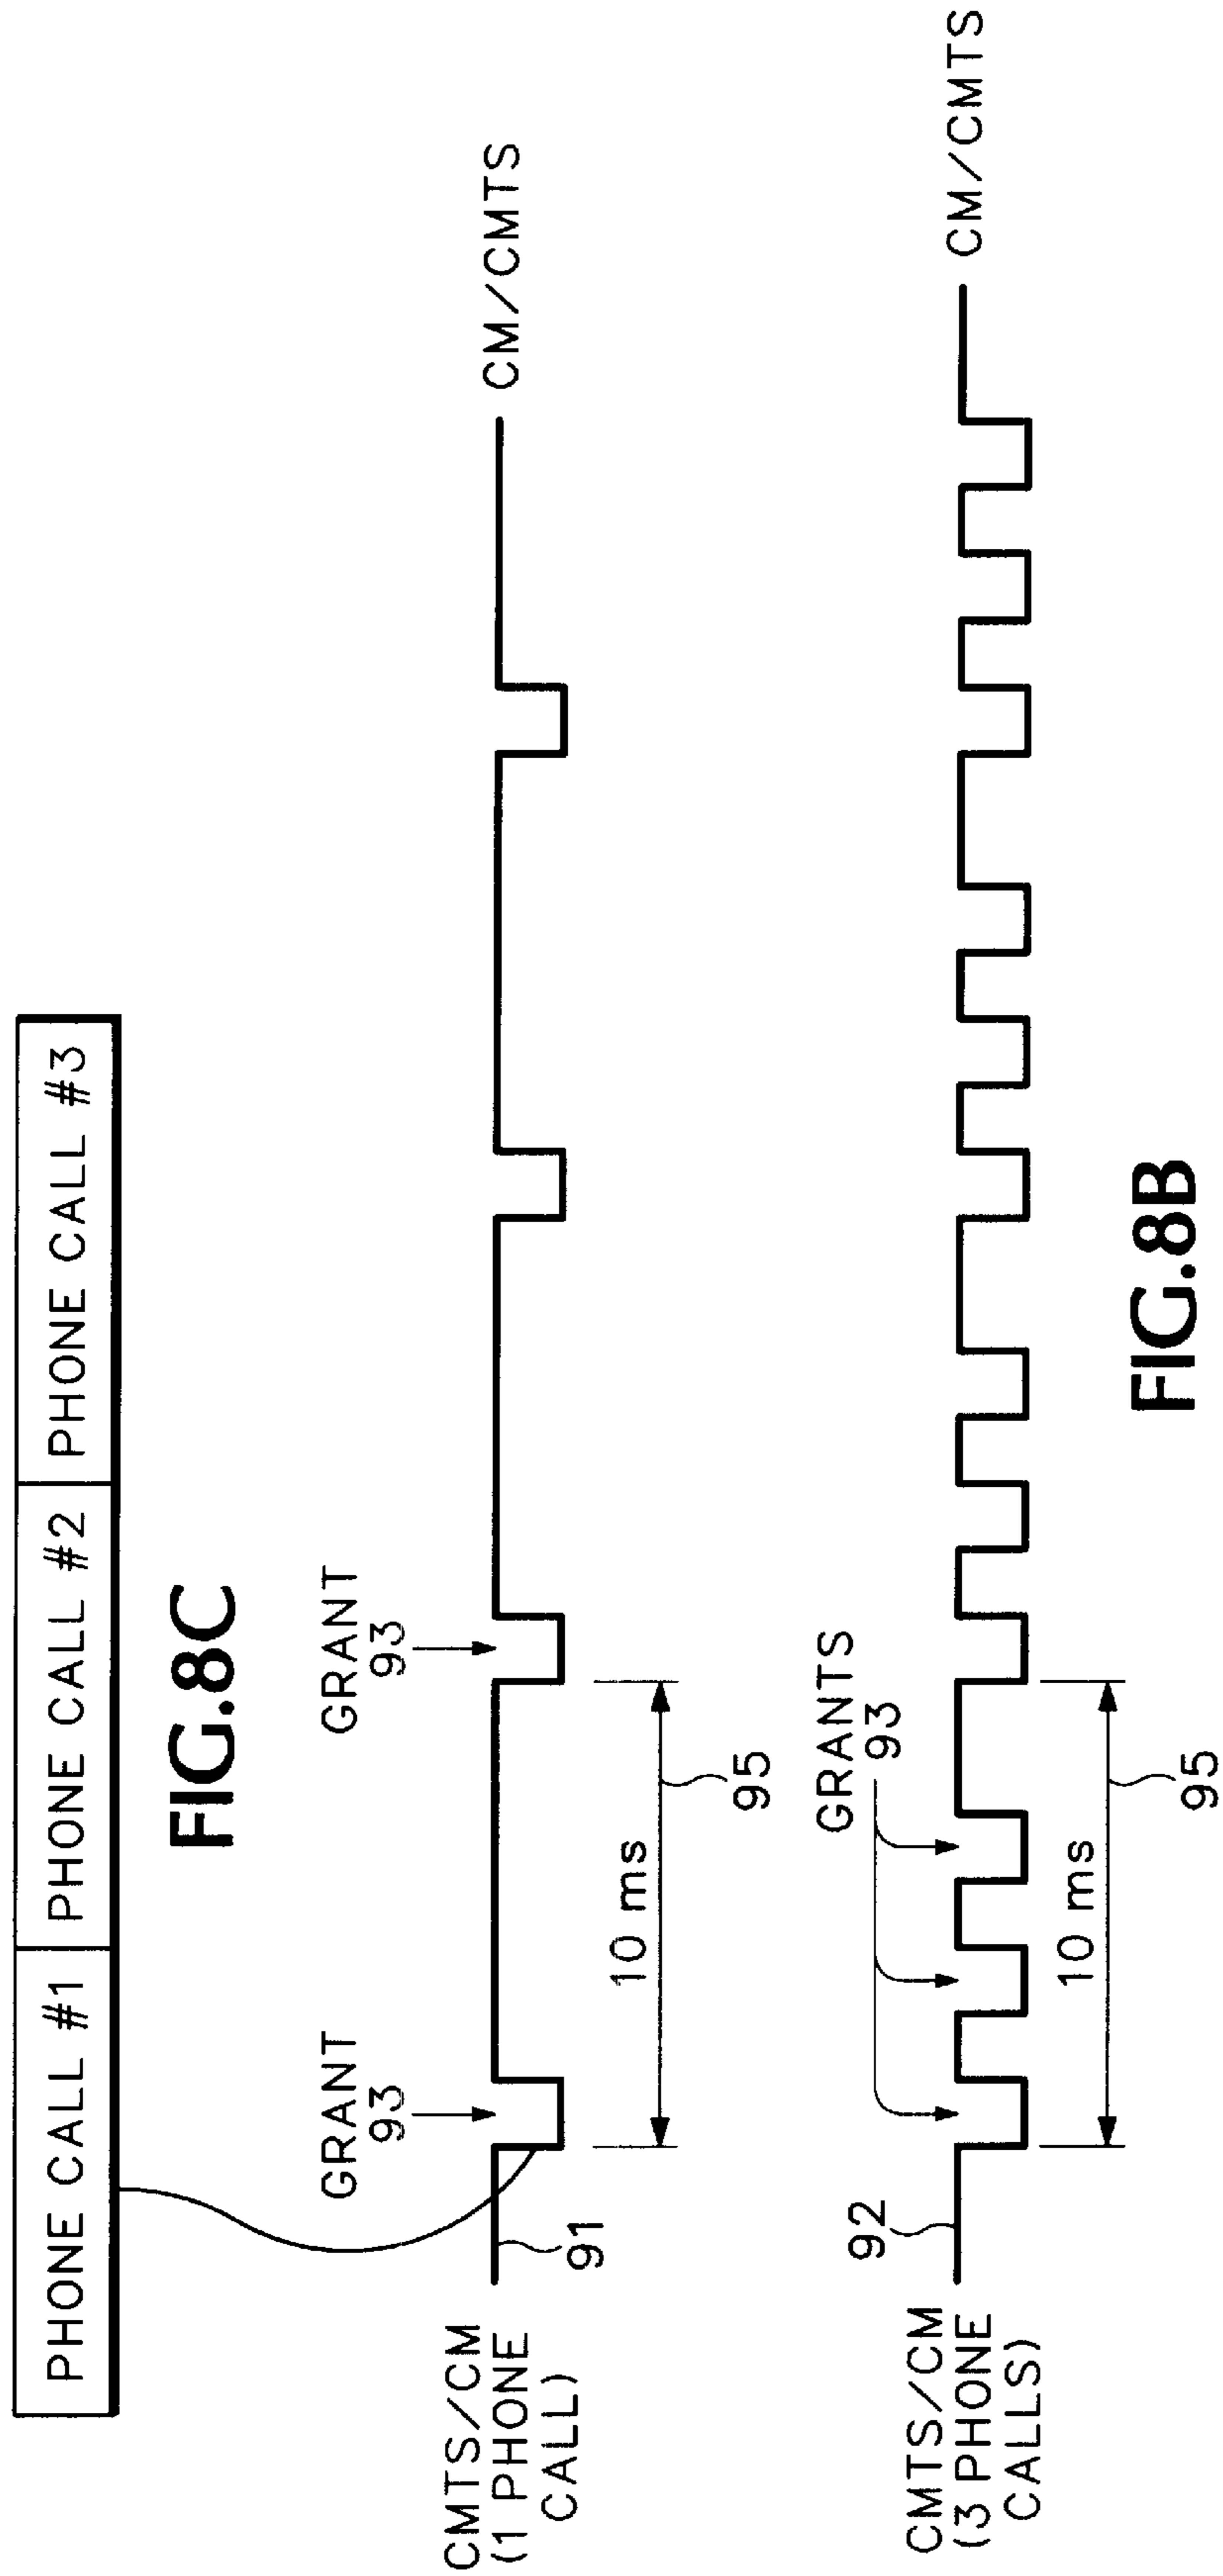 PHONE CALL #1 PHONE CALL #2 PHONE CALL #3
FIG.8C
GRANT
93
GRANT
93
CMTS/CM
(1 PHONE
CALL)
91
CM/CMTS
10 ms
95
GRANTS
93
92
CMTS/CM
(3 PHONE
CALLS)
CM/CMTS
10 ms
95
FIG.8B